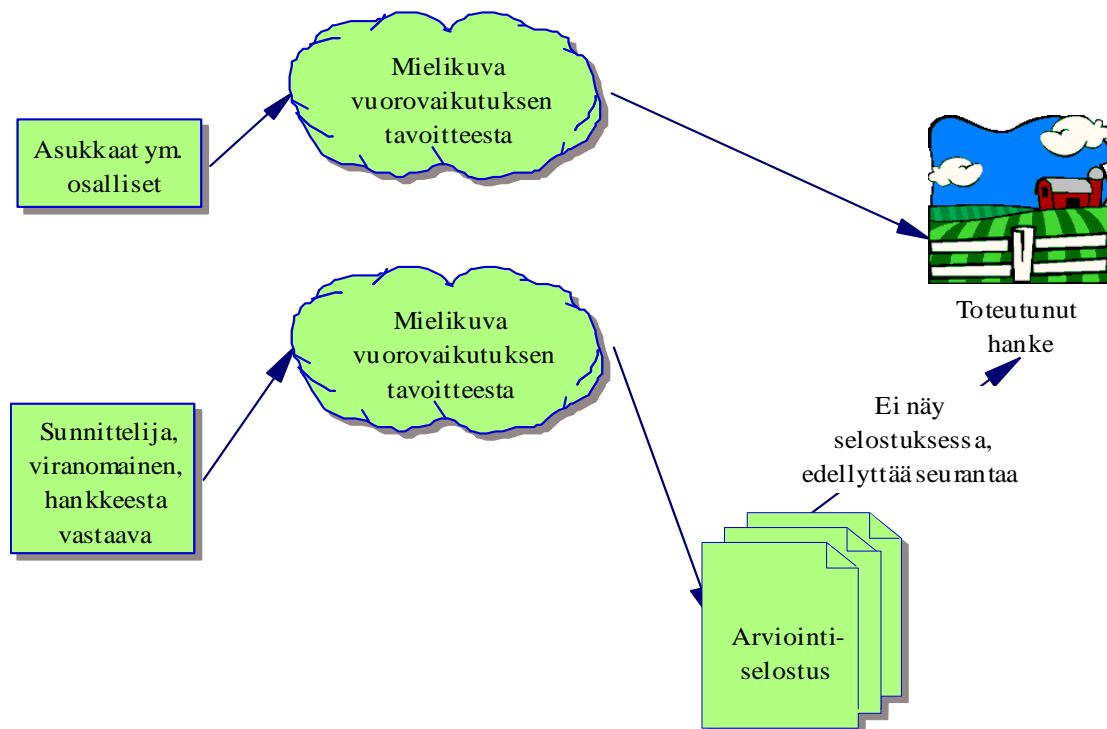 Mielikuva
vuorovaikutuksen
tavoitteesta
Asukkaat ym.
osalliset
Toteutunut
hanke
Mielikuva
vuorovaikutuksen
tavoitteesta
Sunnittelija,
viranomainen,
hankkeesta
vastaava
Ei näy
selostuksessa,
edellyttää seurantaa
Arviointi-
selostus